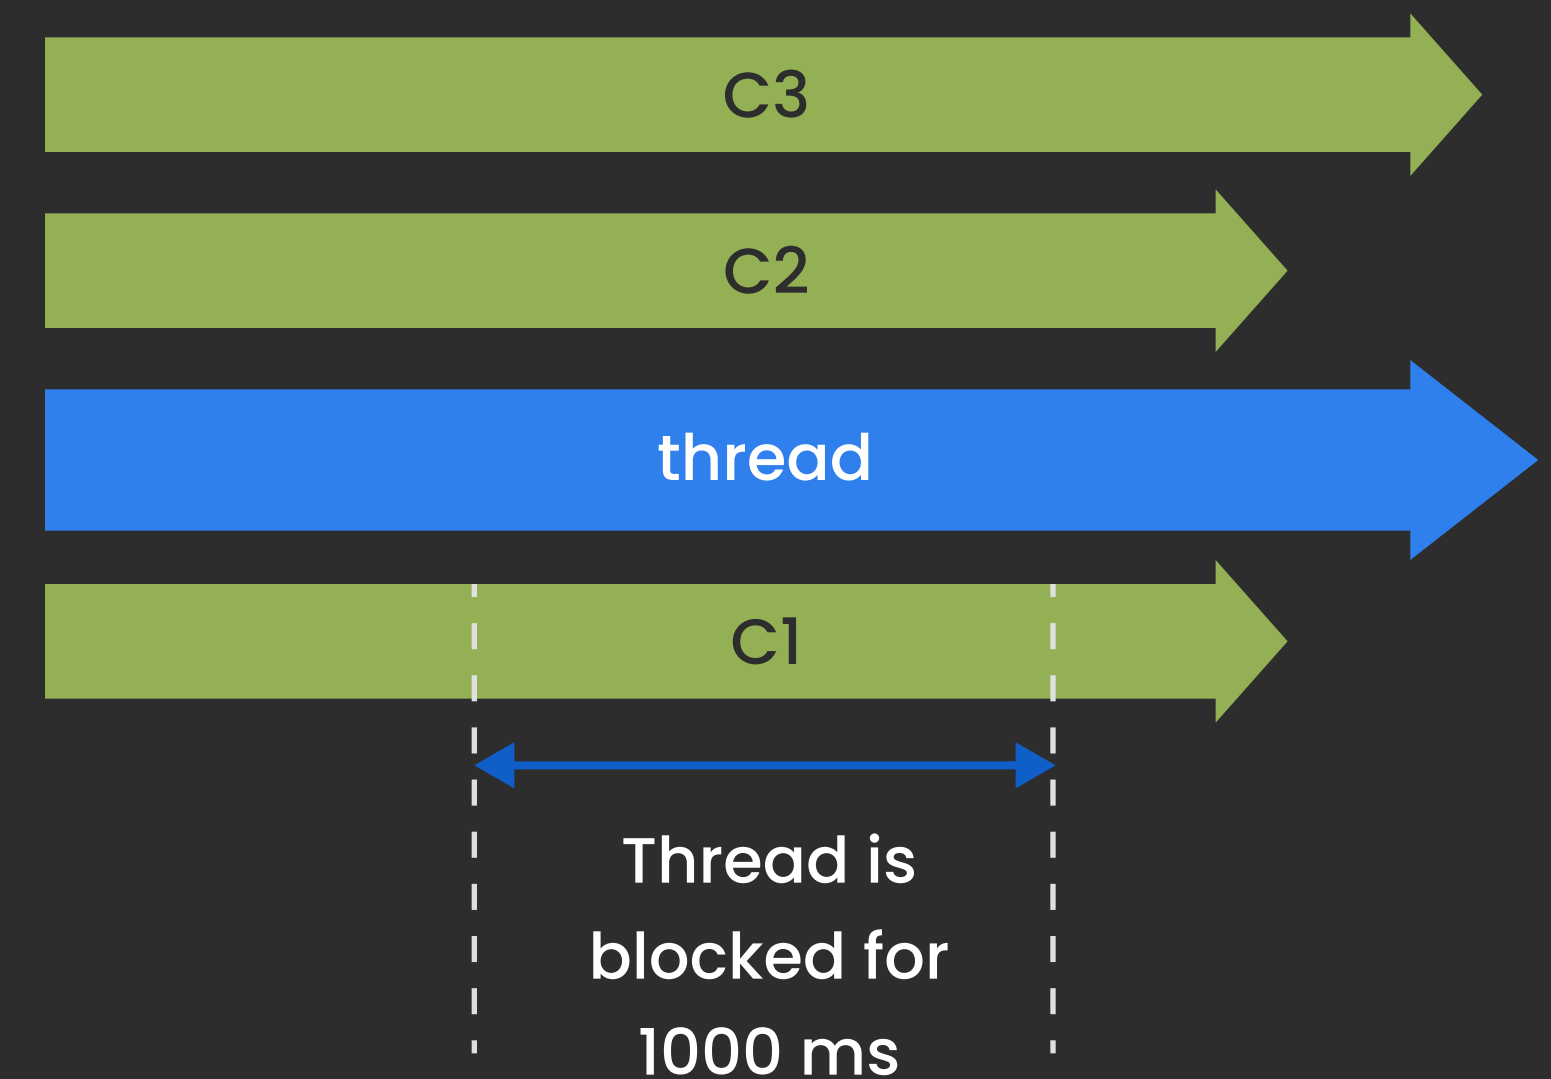 C3
C2
thread
C1
Thread is
blocked for
1000 ms